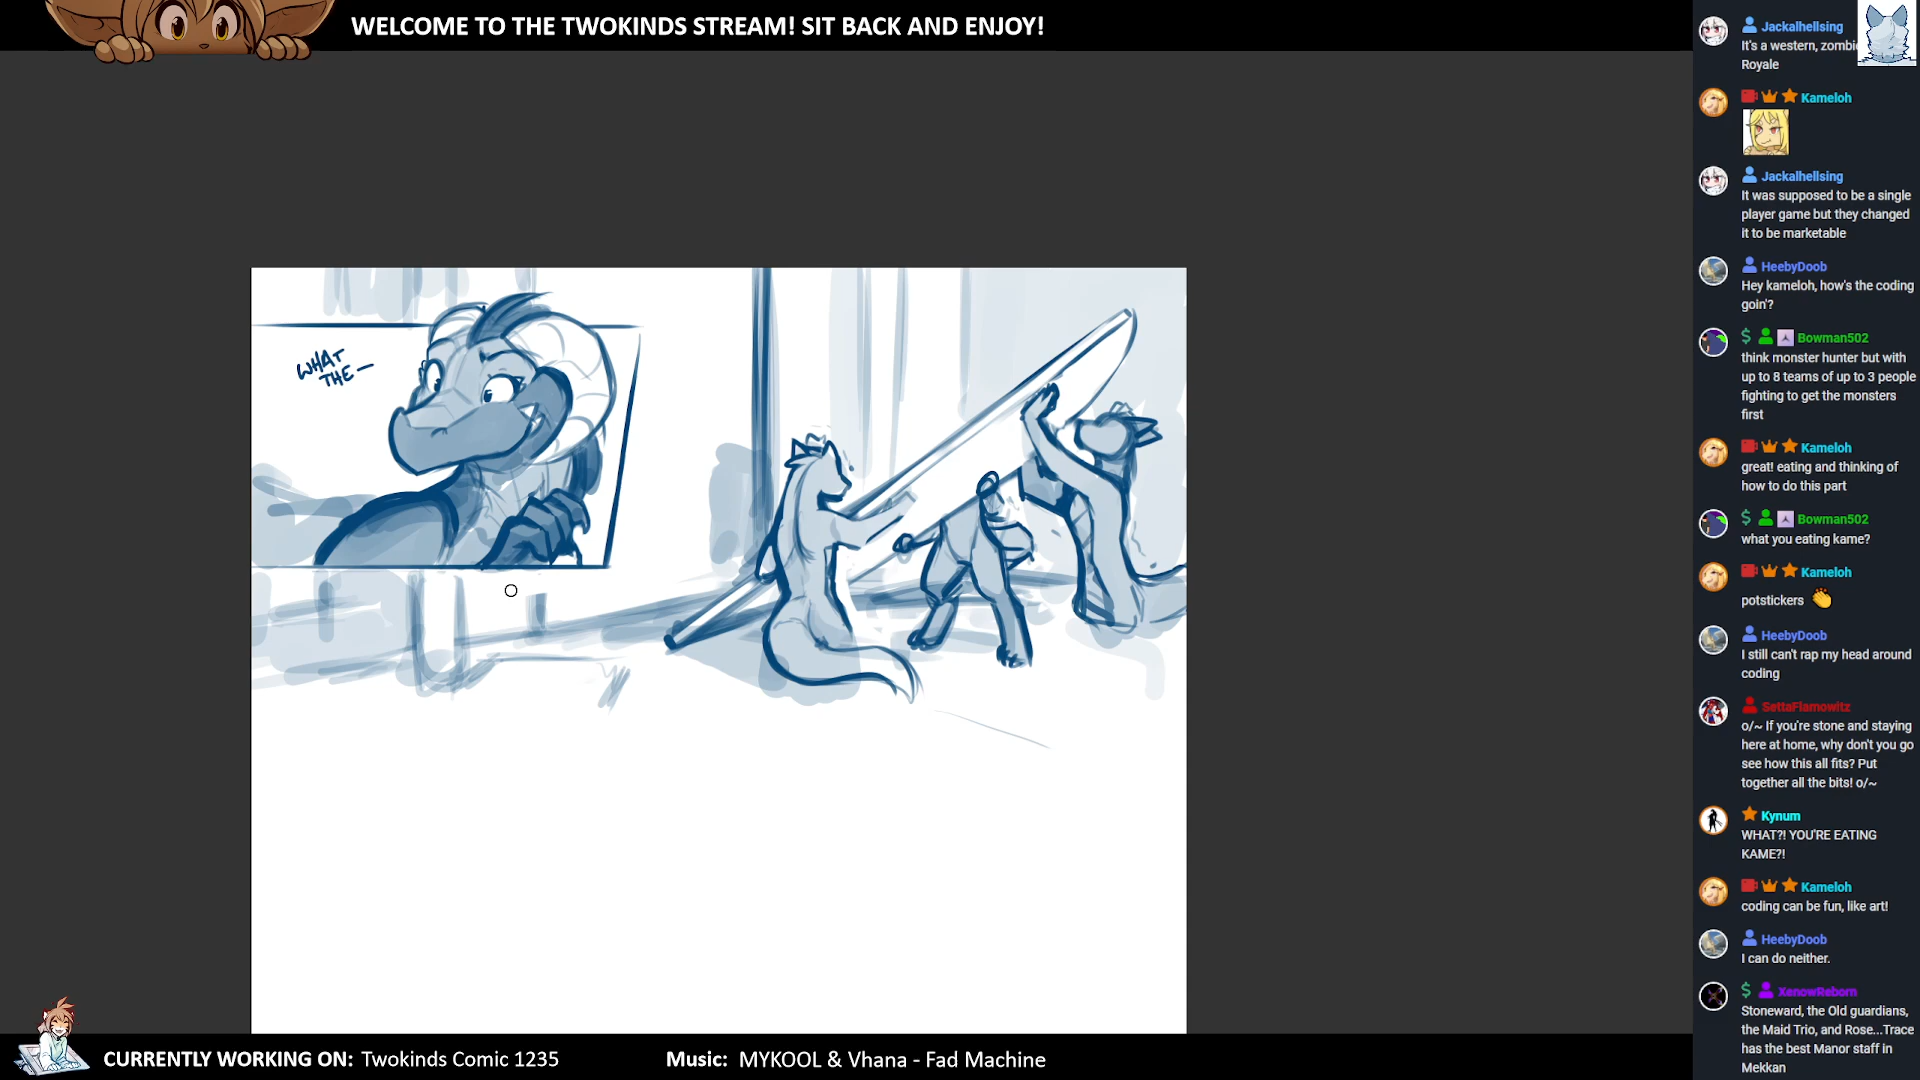 WELCOME TO THE TWOKINDS STREAM! SIT BACK AND ENJOY!
WHAT
THE—
Jackalhellsing
It's a western, zombie
Royale
Kameloh
Jackalhellsing
It was supposed to be a single
player game but they changed
it to be marketable
HeebyDoob
Hey kameloh, how's the coding
goin'?
Bowman502
think monster hunter but with
up to 8 teams of up to 3 people
fighting to get the monsters
first
Kameloh
great! eating and thinking of
how to do this part
Bowman502
what you eating kame?
Kameloh
potstickers
HeebyDoob
I still can't rap my head around
coding
SettaFlamowitz
o/~ If you're stone and staying
here at home, why don't you go
see how this all fits? Put
together all the bits! o/~
Kynum
WHAT?! YOU'RE EATING
KAME?!
Kameloh
coding can be fun, like art!
HeebyDoob
I can do neither.
XenowReborn
Stoneward, the Old guardians,
the Maid Trio, and Rose...Trace
has the best Manor staff in
Mekkan
CURRENTLY WORKING ON: Twokinds Comic 1235
Music: MYKOOL & Vhana - Fad Machine